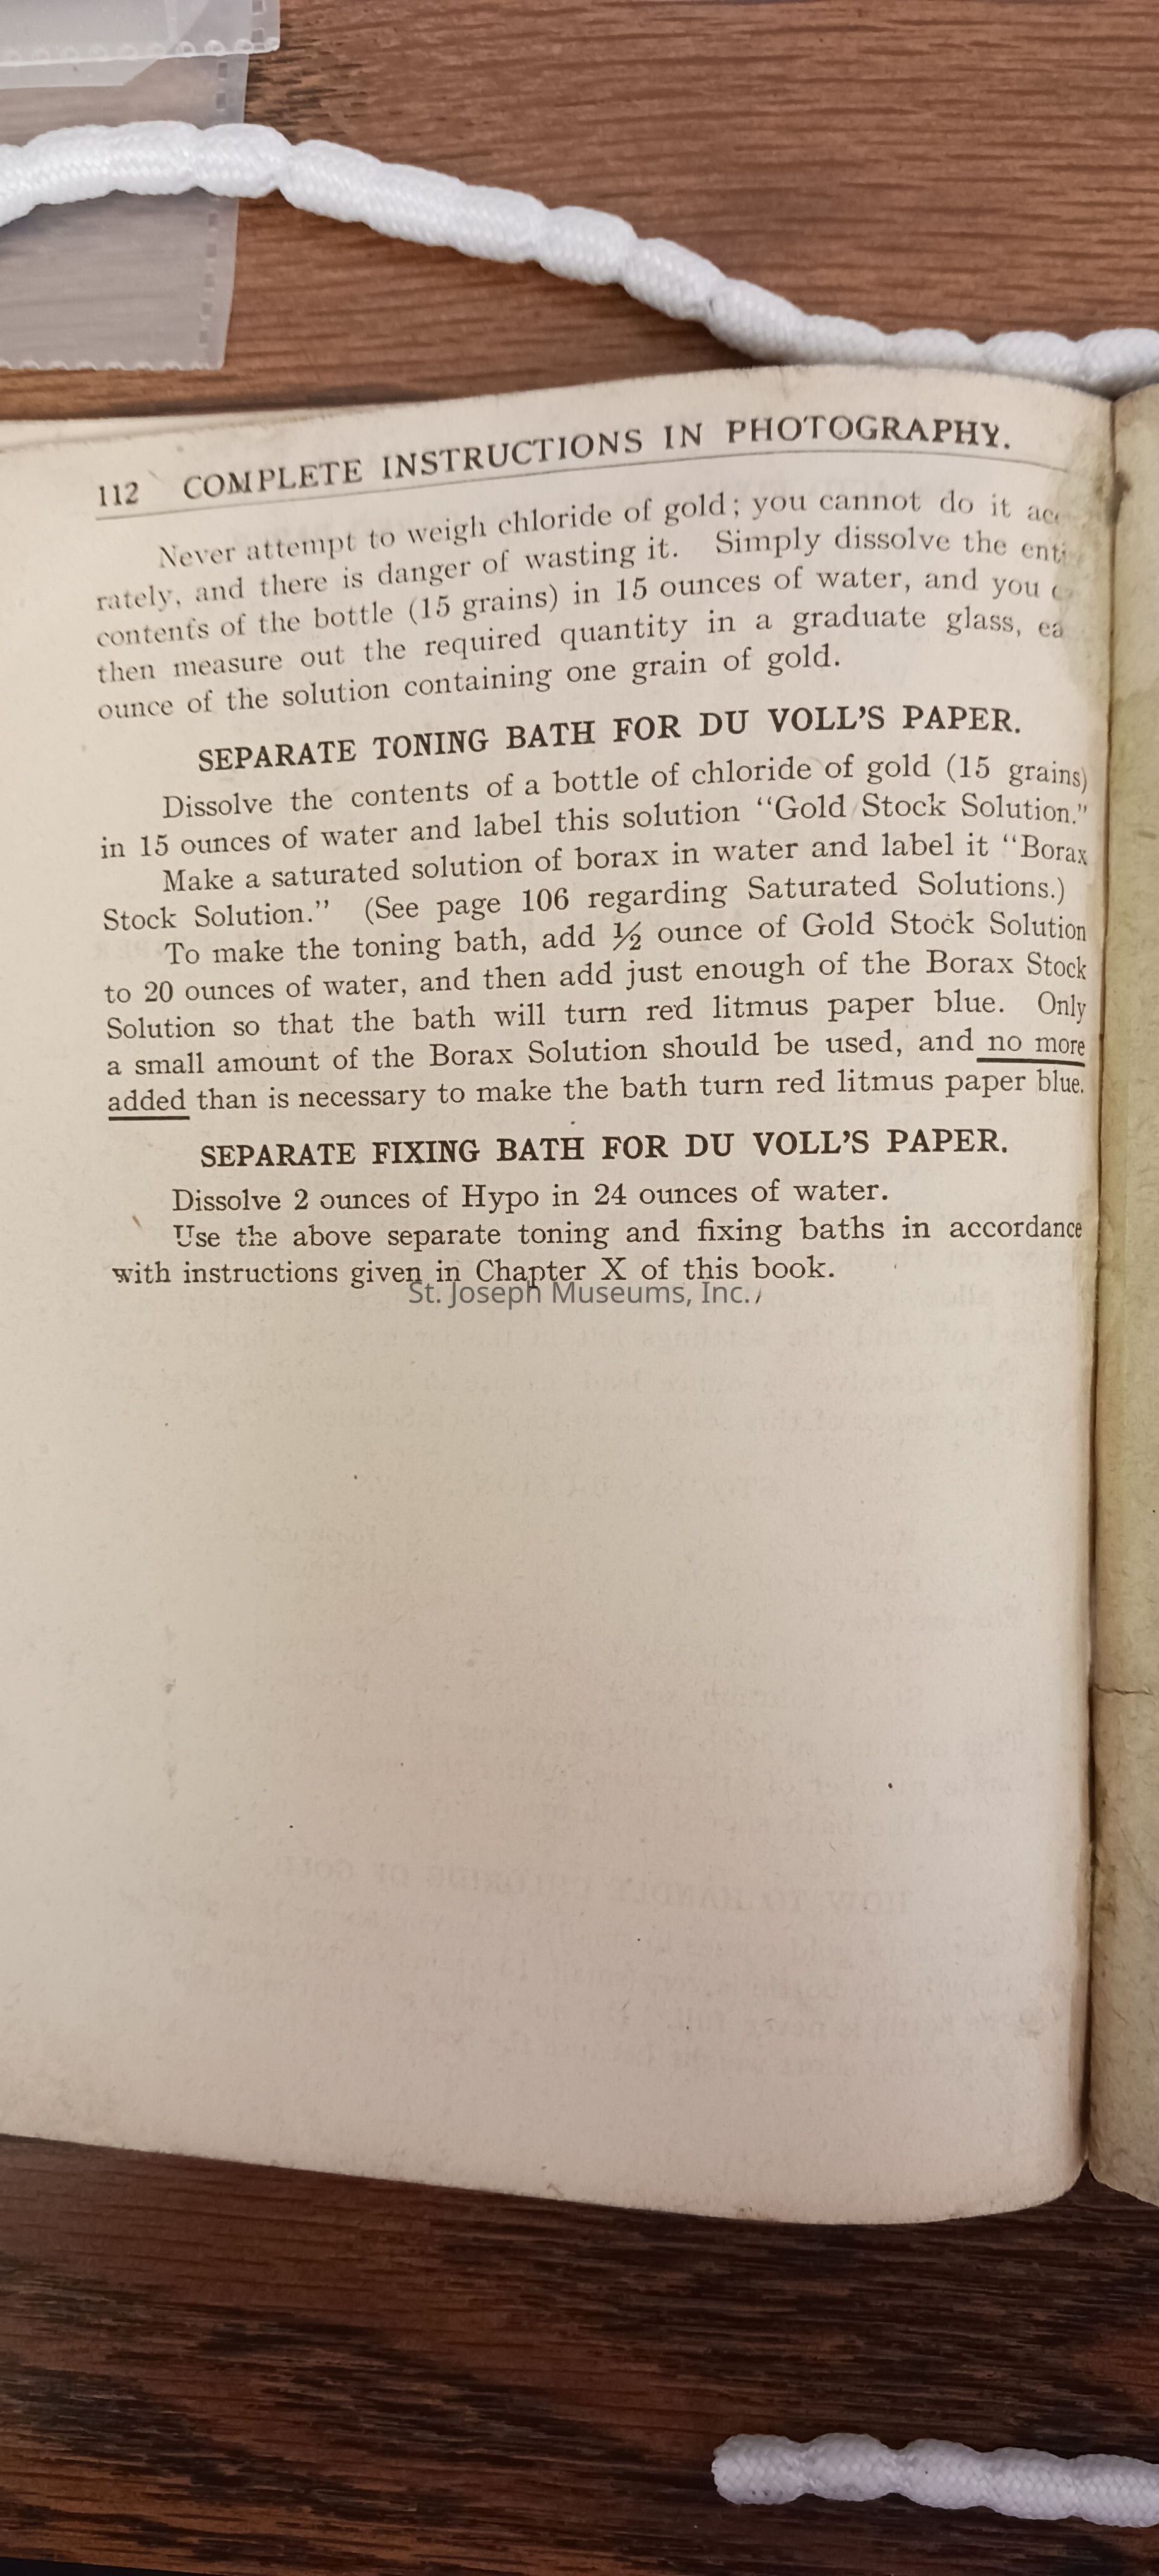 112 COMPLETE INSTRUCTIONS IN PHOTOGRAPHY.
Never attempt to weigh chloride of gold; you cannot do it
rately, and there is danger of wasting it. Simply dissolve the
contents of the bottle (15 grains) in 15 ounces of water, and you
then measure out the required quantity in a graduate glass,
ounce of the solution containing one grain of gold.
SEPARATE TONING BATH FOR DU VOLL'S PAPER.
Dissolve the contents of a bottle of chloride of gold (15 grains)
in 15 ounces of water and label this solution "Gold Stock Solution."
Make a saturated solution of borax in water and label it "Borax
Stock Solution." (See page 106 regarding Saturated Solutions.)
To make the toning bath, add ½ ounce of Gold Stock Solution
to 20 ounces of water, and then add just enough of the Borax Stock
Solution so that the bath will turn red litmus paper blue. Only
a small amount of the Borax Solution should be used, and no more
added than is necessary to make the bath turn red litmus paper blue.
SEPARATE FIXING BATH FOR DU VOLL'S PAPER.
Dissolve 2 ounces of Hypo in 24 ounces of water.
Use the above separate toning and fixing baths in accordance
with instructions given in Chapter X of this book.
St. Joseph Museums, Inc.